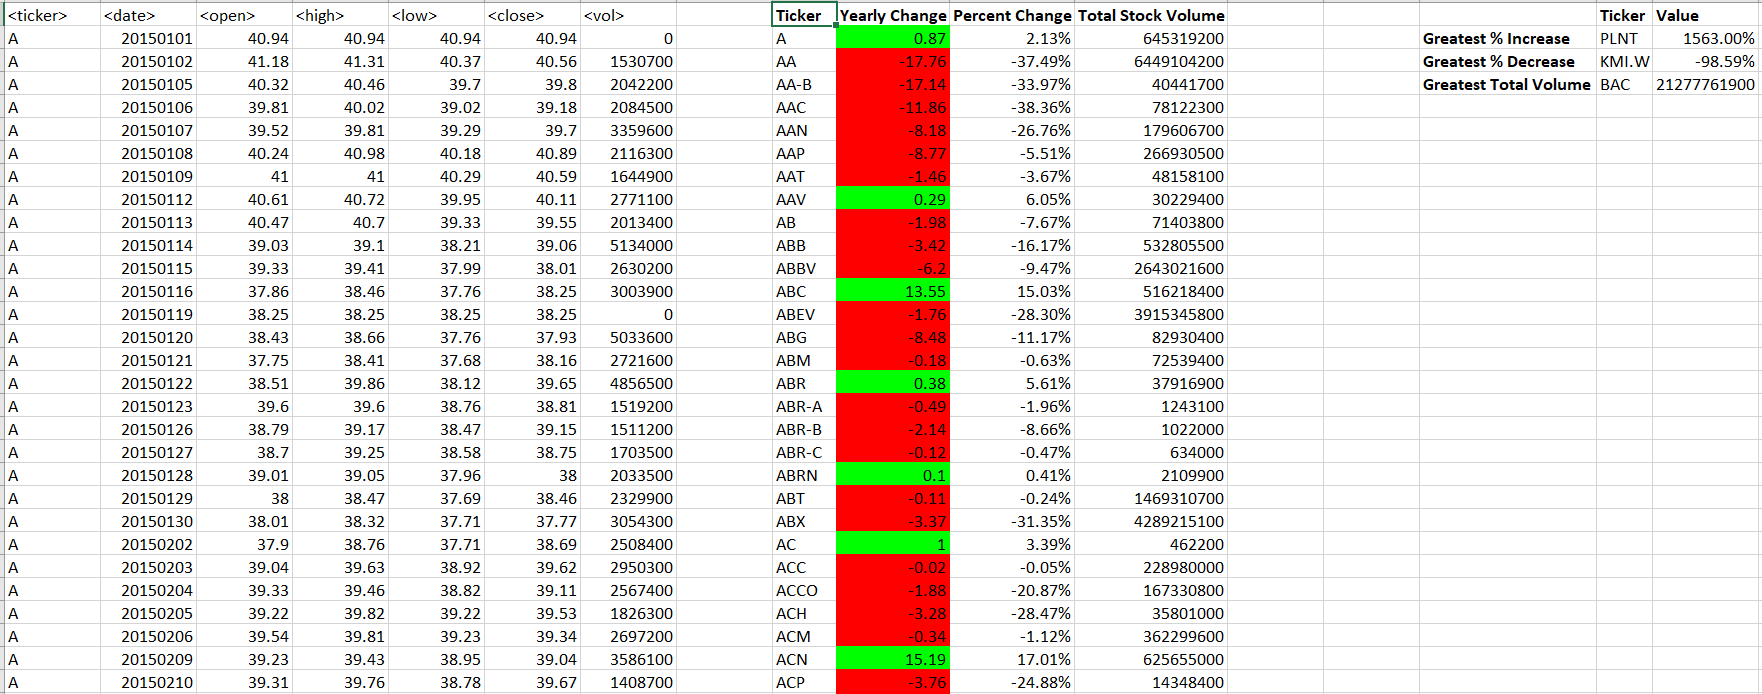 <ticker> <date> <open> <high> <low> <close> <vol> Ticker Yearly Change Percent Change Total Stock Volume Ticker Value
A 20150101 40.94 40.94 40.94 40.94 0 A 0.87 2.13% 645319200 Greatest % Increase PLNT 1563.00%
A 20150102 41.18 41.31 40.37 40.56 1530700 AA -17.76 -37.49% 6449104200 Greatest % Decrease KMI.W -98.59%
A 20150105 40.32 40.46 39.7 39.8 2042200 AA-B -17.14 -33.97% 40441700 Greatest Total Volume BAC 21277761900
A 20150106 39.81 40.02 39.02 39.18 2084500 AAC -11.86 -38.36% 78122300
A 20150107 39.52 39.81 39.29 39.7 3359600 AAN -8.18 -26.76% 179606700
A 20150108 40.24 40.98 40.18 40.89 2116300 AAP -8.77 -5.51% 266930500
A 20150109 41 41 40.29 40.59 1644900 AAT -1.46 -3.67% 48158100
A 20150112 40.61 40.72 39.95 40.11 2771100 AAV 0.29 6.05% 30229400
A 20150113 40.47 40.7 39.33 39.55 2013400 AB -1.98 -7.67% 71403800
A 20150114 39.03 39.1 38.21 39.06 5134000 ABB -3.42 -16.17% 532805500
A 20150115 39.33 39.41 37.99 38.01 2630200 ABBV -6.2 -9.47% 2643021600
A 20150116 37.86 38.46 37.76 38.25 3003900 ABC 13.55 15.03% 516218400
A 20150119 38.25 38.25 38.25 38.25 0 ABEV -1.76 -28.30% 3915345800
A 20150120 38.43 38.66 37.76 37.93 5033600 ABG -8.48 -11.17% 82930400
A 20150121 37.75 38.41 37.68 38.16 2721600 ABM -0.18 -0.63% 72539400
A 20150122 38.51 39.86 38.12 39.65 4856500 ABR 0.38 5.61% 37916900
A 20150123 39.6 39.6 38.76 38.81 1519200 ABR-A -0.49 -1.96% 1243100
A 20150126 38.79 39.17 38.47 39.15 1511200 ABR-B -2.14 -8.66% 1022000
A 20150127 38.7 39.25 38.58 38.75 1703500 ABR-C -0.12 -0.47% 634000
A 20150128 39.01 39.05 37.96 38 2033500 ABRN 0.1 0.41% 2109900
A 20150129 38 38.47 37.69 38.46 2329900 ABT -0.11 -0.24% 1469310700
A 20150130 38.01 38.32 37.71 37.77 3054300 ABX -3.37 -31.35% 4289215100
A 20150202 37.9 38.76 37.71 38.69 2508400 AC 1 3.39% 462200
A 20150203 39.04 39.63 38.92 39.62 2950300 ACC -0.02 -0.05% 228980000
A 20150204 39.33 39.46 38.82 39.11 2567400 ACCO -1.88 -20.87% 167330800
A 20150205 39.22 39.82 39.22 39.53 1826300 ACH -3.28 -28.47% 35801000
A 20150206 39.54 39.81 39.23 39.34 2697200 ACM -0.34 -1.12% 362299600
A 20150209 39.23 39.43 38.95 39.04 3586100 ACN 15.19 17.01% 625655000
A 20150210 39.31 39.76 38.78 39.67 1408700 ACP -3.76 -24.88% 14348400